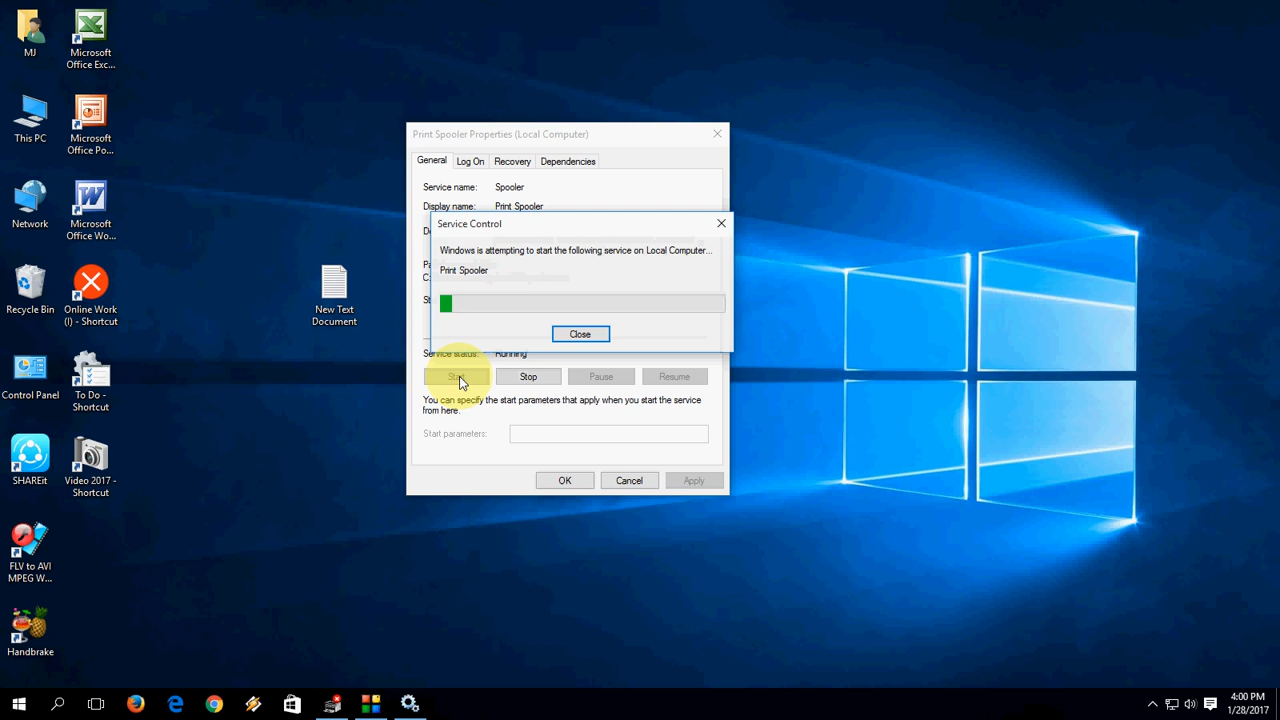 MJ
Microsoft
Office Exc...
This PC
Microsoft
Office Po...
Network
Microsoft
Office Wo...
Recycle Bin
Online Work
(I) - Shortcut
Control Panel
To Do -
Shortcut
SHAREit
Video 2017 -
Shortcut
FLV to AVI
MPEG W...
Handbrake
New Text
Document
Print Spooler Properties (Local Computer)
General
Log On
Recovery
Dependencies
Service name:
Spooler
Display name:
Print Spooler
Service Control
Windows is attempting to start the following service on Local Computer...
Print Spooler
Close
Service status:
Running
Start
Stop
Pause
Resume
You can specify the start parameters that apply when you start the service
from here.
Start parameters:
OK
Cancel
Apply
4:00 PM
1/28/2017